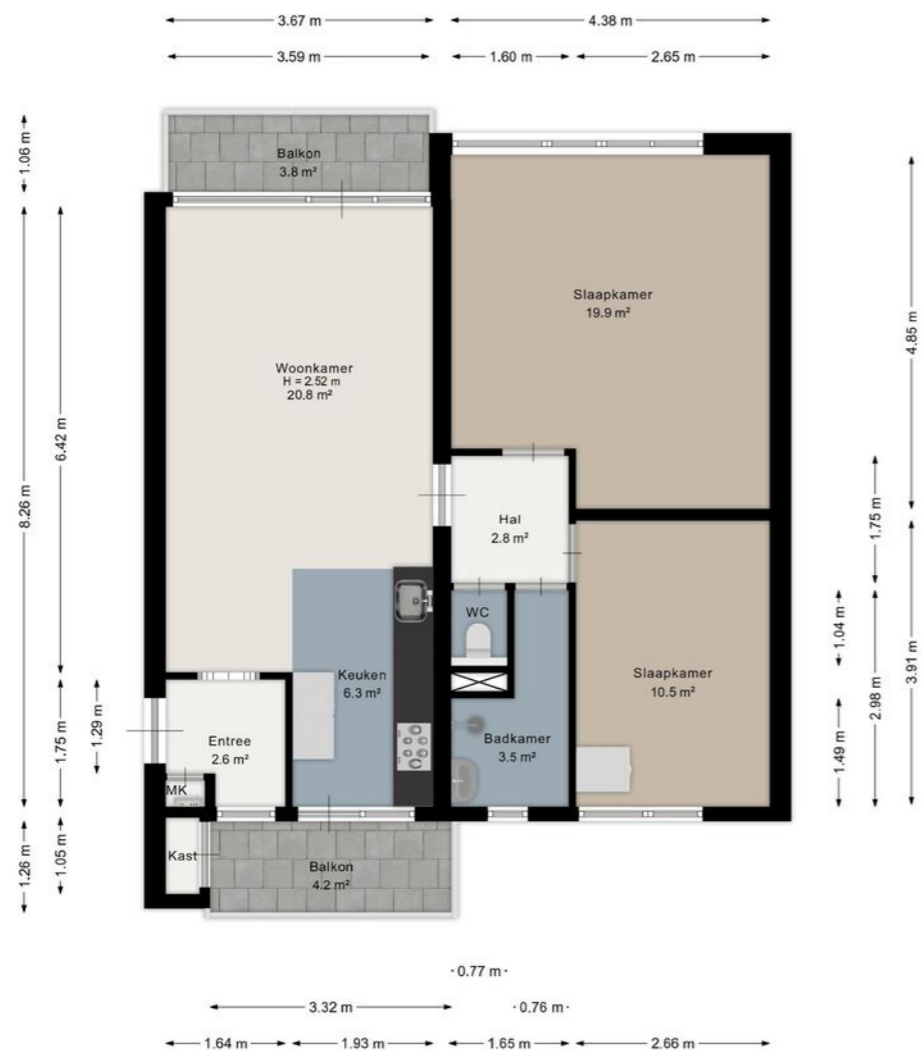 3.67 m
4.38 m
3.59 m
1.60 m
2.65 m
1.06 m
Balkon
3.8 m²
Slaapkamer
19.9 m²
4.85 m
Woonkamer
H = 2.52 m
20.8 m²
6.42 m
8.26 m
Hal
2.8 m²
1.75 m
WC
1.04 m
Keuken
6.3 m²
Slaapkamer
10.5 m²
2.98 m
3.91 m
Entree
2.6 m²
Badkamer
3.5 m²
1.29 m
1.75 m
1.49 m
MK
Kast
Balkon
4.2 m²
1.05 m
1.26 m
0.77 m
3.32 m
0.76 m
1.64 m
1.93 m
1.65 m
2.66 m